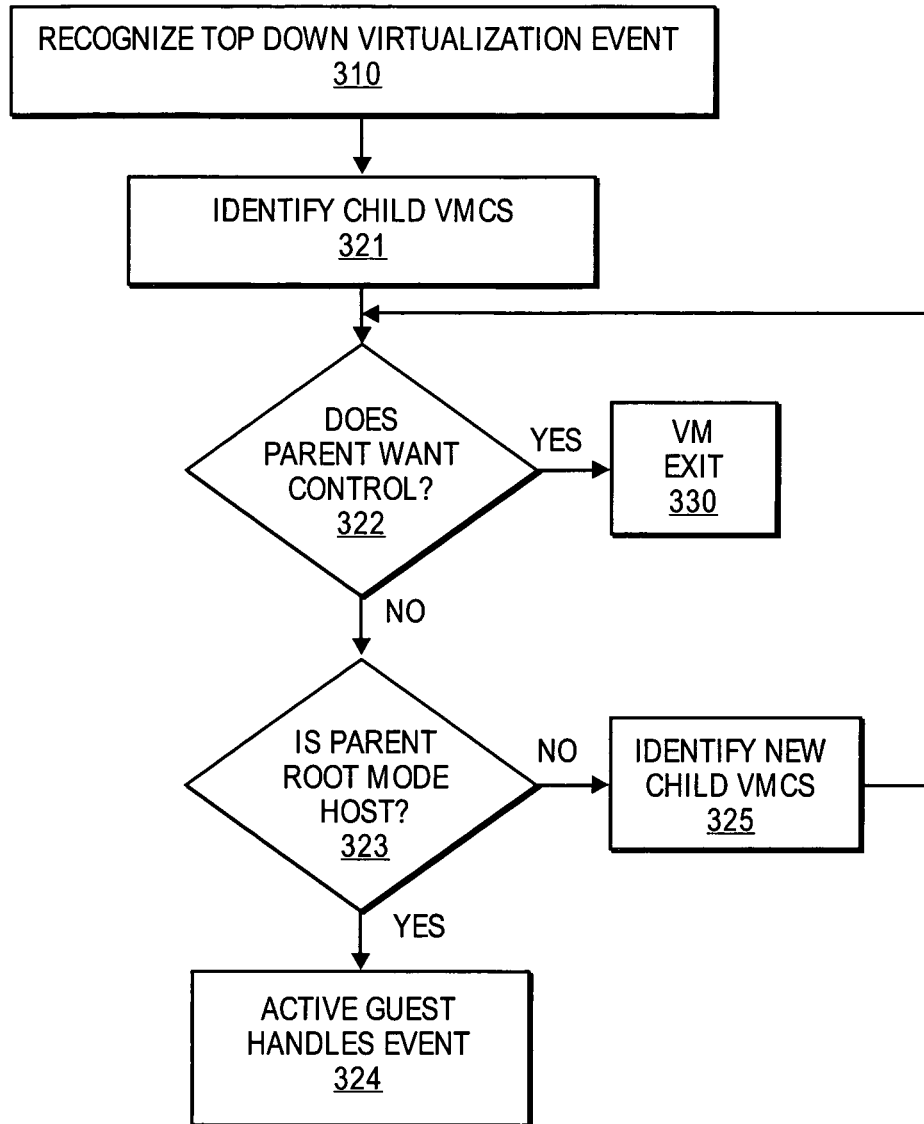 RECOGNIZE TOP DOWN VIRTUALIZATION EVENT
310
IDENTIFY CHILD VMCS
321
DOES
PARENT WANT
CONTROL?
322
YES
VM
EXIT
330
NO
IS PARENT
ROOT MODE
HOST?
323
NO
IDENTIFY NEW
CHILD VMCS
325
YES
ACTIVE GUEST
HANDLES EVENT
324